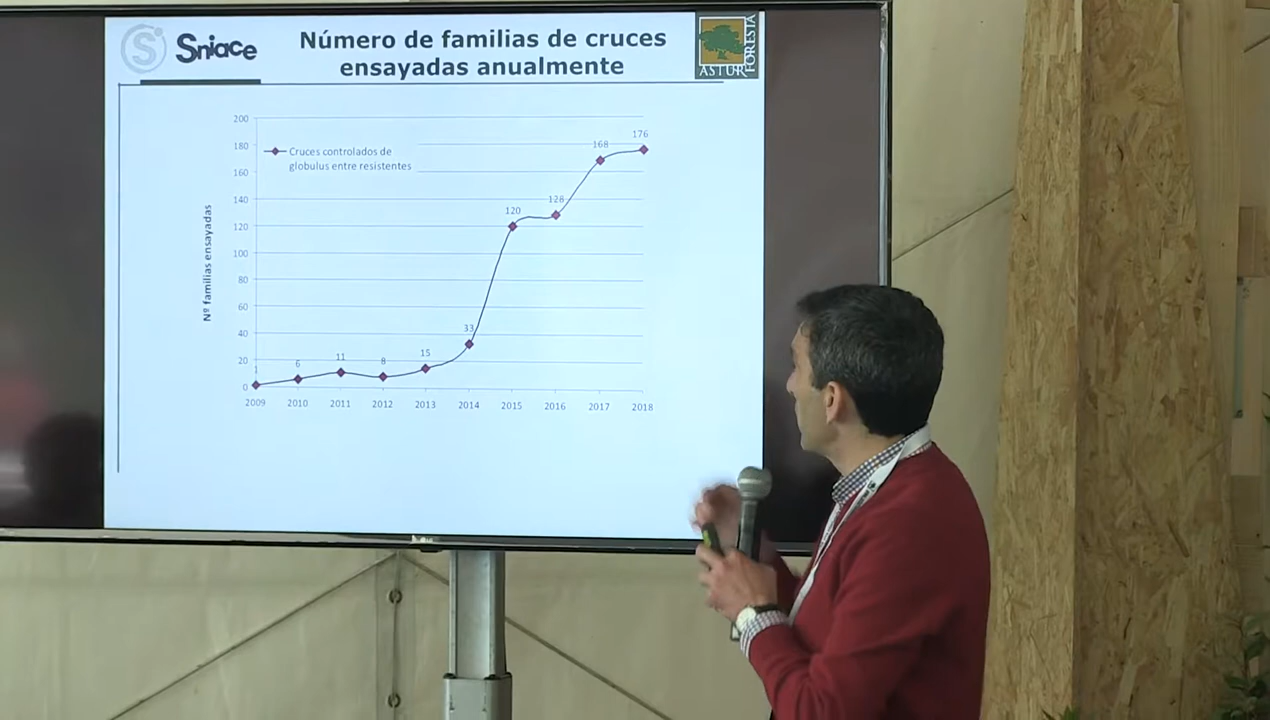 Sniace
Número de familias de cruces
ensayadas anualmente
ASTUR
FORESTA
Nº familias ensayadas
200
180
160
140
120
100
80
60
40
20
0
Cruces controlados de
globulus entre resistentes
1
6
11
8
15
33
120
128
168
176
2009 2010 2011 2012 2013 2014 2015 2016 2017 2018